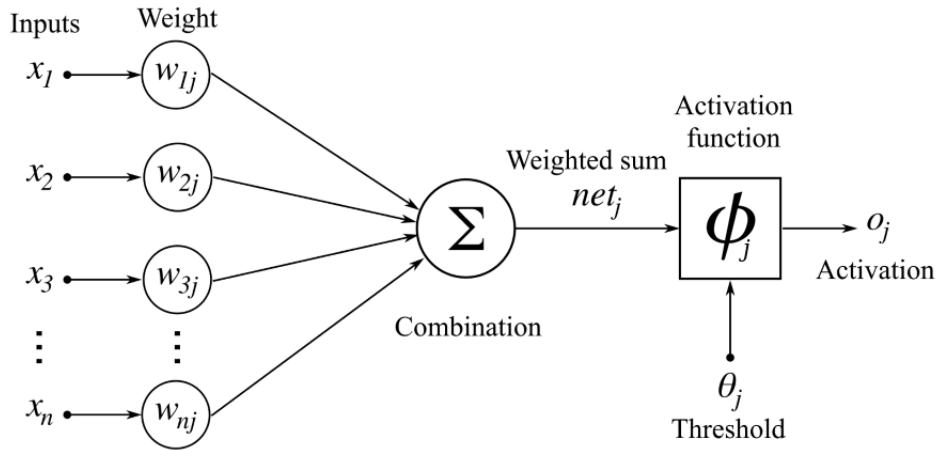 Inputs
Weight
x₁
w₁ⱼ
x₂
w₂ⱼ
x₃
w₃ⱼ
⋮
⋮
xₙ
wₙⱼ
Σ
Combination
Weighted sum
netⱼ
Activation
function
ϕⱼ
oⱼ
Activation
θⱼ
Threshold